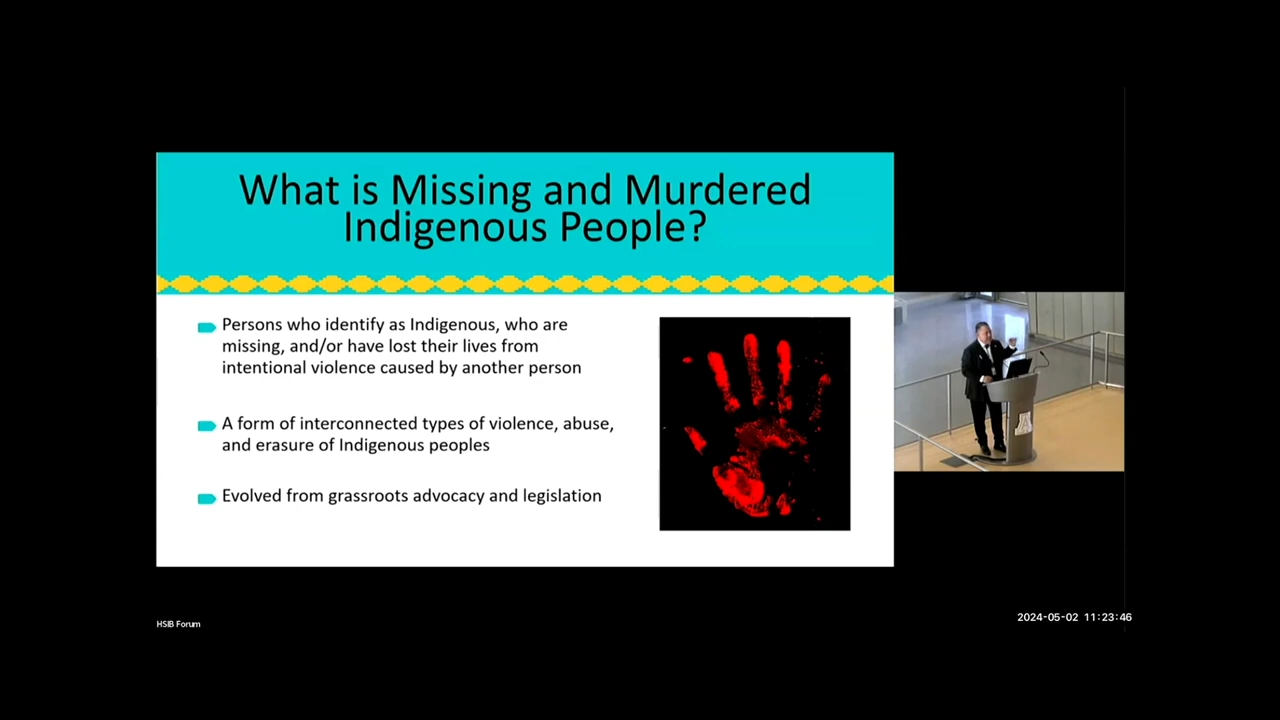 What is Missing and Murdered
Indigenous People?
Persons who identify as Indigenous, who are
missing, and/or have lost their lives from
intentional violence caused by another person
A form of interconnected types of violence, abuse,
and erasure of Indigenous peoples
Evolved from grassroots advocacy and legislation
A
HSIB Forum
2024-05-02 11:23:46